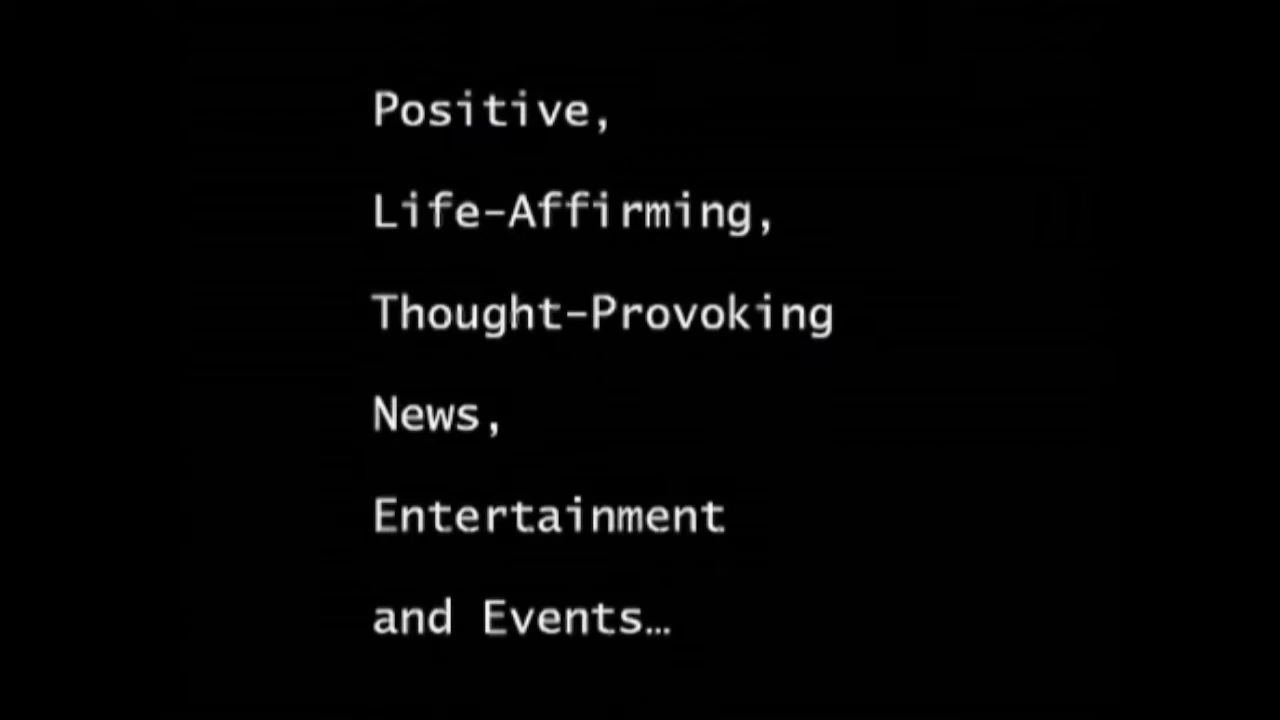 Positive,
Life-Affirming,
Thought-Provoking
News,
Entertainment
and Events…